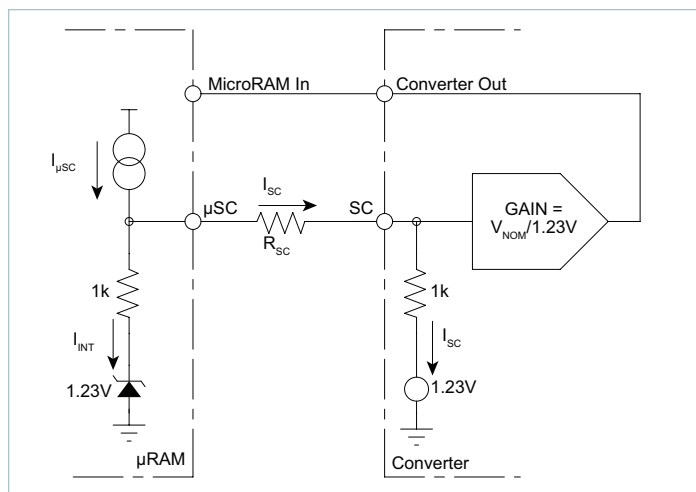 MicroRAM In
Converter Out
IµSC
ISC
µSC
SC
RSC
GAIN =
VNOM/1.23V
1k
1k
IINT
ISC
1.23V
1.23V
µRAM
Converter